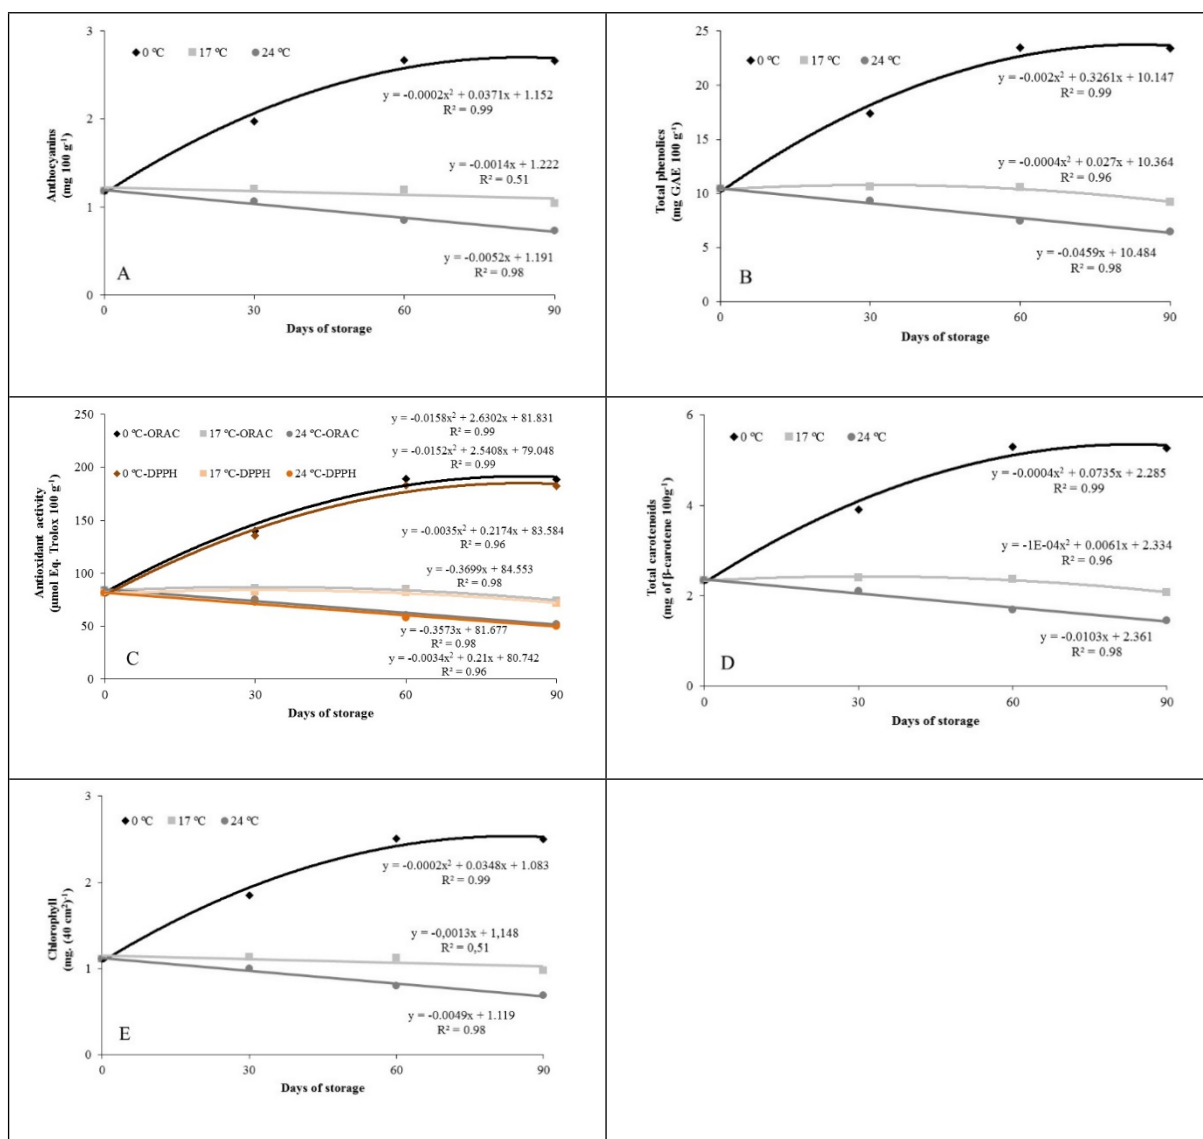 3
◆0 ºC ■ 17 ºC ● 24 ºC
y = -0.0002x² + 0.0371x + 1.152
R² = 0.99
2
Anthocyanins
(mg 100 g⁻¹)
y = -0.0014x + 1.222
R² = 0.51
1
y = -0.0052x + 1.191
R² = 0.98
A
0
0 30 60 90
Days of storage
25
◆0 ºC ■ 17 ºC ● 24 ºC
20
y = -0.002x² + 0.3261x + 10.147
R² = 0.99
15
Total phenolics
(mg GAE 100 g⁻¹)
y = -0.0004x² + 0.027x + 10.364
R² = 0.96
10
5
y = -0.0459x + 10.484
R² = 0.98
B
0
0 30 60 90
Days of storage
250
y = -0.0158x² + 2.6302x + 81.831
R² = 0.99
◆0 ºC-ORAC ■ 17 ºC-ORAC ● 24 ºC-ORAC
y = -0.0152x² + 2.5408x + 79.048
R² = 0.99
◆0 ºC-DPPH ■ 17 ºC-DPPH ● 24 ºC-DPPH
200
150
Antioxidant activity
(µmol Eq. Trolox 100 g⁻¹)
y = -0.0035x² + 0.2174x + 83.584
R² = 0.96
100
y = -0.3699x + 84.553
R² = 0.98
50
y = -0.3573x + 81.677
R² = 0.98
y = -0.0034x² + 0.21x + 80.742
R² = 0.96
C
0
0 30 60 90
Days of storage
6
◆0 ºC ■ 17 ºC ● 24 ºC
y = -0.0004x² + 0.0735x + 2.285
R² = 0.99
4
Total carotenoids
(mg of β-carotene 100g⁻¹)
y = -1E-04x² + 0.0061x + 2.334
R² = 0.96
2
y = -0.0103x + 2.361
R² = 0.98
D
0
0 30 60 90
Days of storage
3
◆0 ºC ■ 17 ºC ● 24 ºC
y = -0.0002x² + 0.0348x + 1.083
R² = 0.99
2
Chlorophyll
(mg. (40 cm²)⁻¹)
y = -0,0013x + 1,148
R² = 0,51
1
y = -0.0049x + 1.119
R² = 0.98
E
0
0 30 60 90
Days of storage